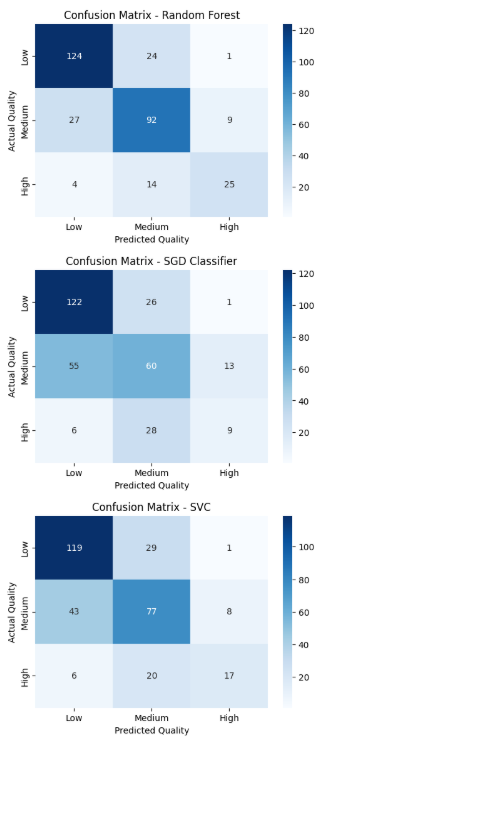 Confusion Matrix - Random Forest
Actual Quality
Low
124 24 1
Medium
27 92 9
High
4 14 25
Low Medium High
Predicted Quality
120
100
80
60
40
20
Confusion Matrix - SGD Classifier
Actual Quality
Low
122 26 1
Medium
55 60 13
High
6 28 9
Low Medium High
Predicted Quality
120
100
80
60
40
20
Confusion Matrix - SVC
Actual Quality
Low
119 29 1
Medium
43 77 8
High
6 20 17
Low Medium High
Predicted Quality
100
80
60
40
20